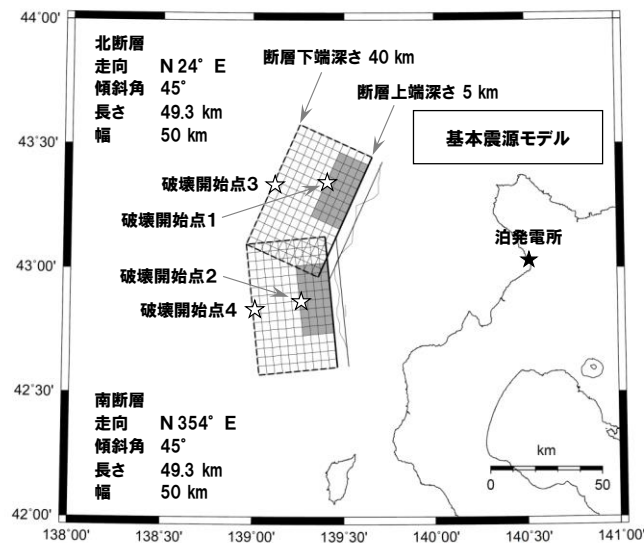 44°00'
北断層
走向 N 24° E
傾斜角 45°
長さ 49.3 km
幅 50 km
断層下端深さ 40 km
断層上端深さ 5 km
基本震源モデル
43°30'
破壊開始点3
破壊開始点1
泊発電所
43°00'
破壊開始点2
破壊開始点4
42°30'
南断層
走向 N 354° E
傾斜角 45°
長さ 49.3 km
幅 50 km
km
0 50
42°00'
138°00' 138°30' 139°00' 139°30' 140°00' 140°30' 141°00'